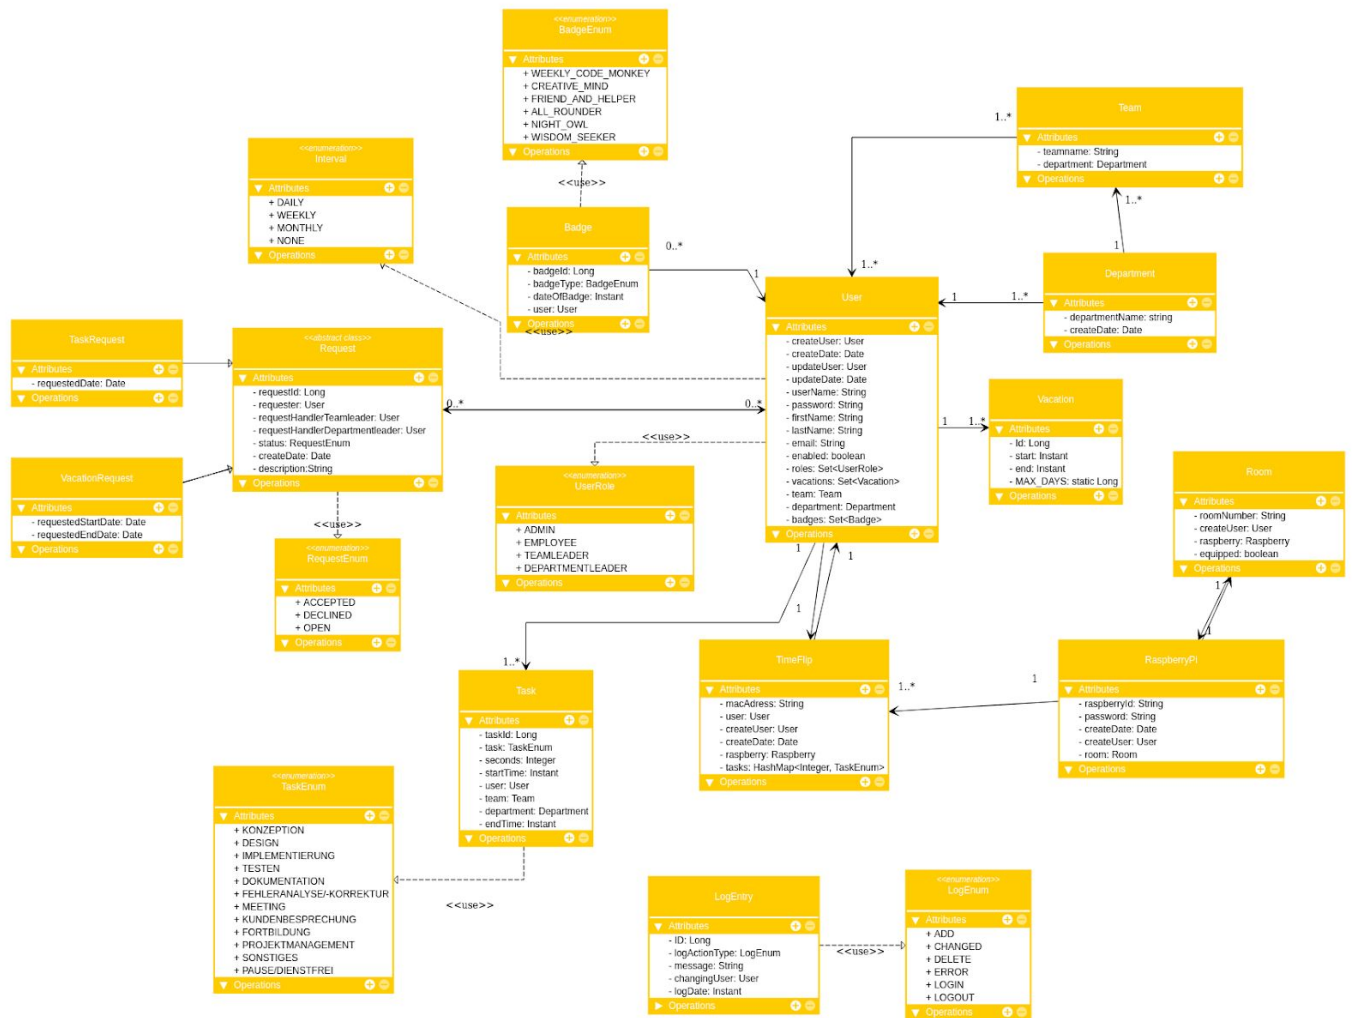 <<enumeration>>
BadgeEnum
Attributes
+ WEEKLY_CODE_MONKEY
+ CREATIVE_MIND
+ FRIEND_AND_HELPER
+ ALL_ROUNDER
+ NIGHT_OWL
+ WISDOM_SEEKER
Operations
<<use>>
Team
Attributes
- teamname: String
- department: Department
Operations
1..*
1..*
1..*
1
<<enumeration>>
Interval
Attributes
+ DAILY
+ WEEKLY
+ MONTHLY
+ NONE
Operations
Badge
Attributes
- badgeId: Long
- badgeType: BadgeEnum
- dateOfBadge: Instant
- user: User
Operations
<<use>>
0..*
1
Department
Attributes
- departmentName: string
- createDate: Date
Operations
1
1..*
User
Attributes
- createUser: User
- createDate: Date
- updateUser: User
- updateDate: Date
- userName: String
- password: String
- firstName: String
- lastName: String
- email: String
- enabled: boolean
- roles: Set<UserRole>
- vacations: Set<Vacation>
- team: Team
- department: Department
- badges: Set<Badge>
Operations
TaskRequest
Attributes
- requestedDate: Date
Operations
<<abstract class>>
Request
Attributes
- requestId: Long
- requester: User
- requestHandlerTeamleader: User
- requestHandlerDepartmentleader: User
- status: RequestEnum
- createDate: Date
- description:String
Operations
0..*
0..*
VacationRequest
Attributes
- requestedStartDate: Date
- requestedEndDate: Date
Operations
<<use>>
<<enumeration>>
RequestEnum
Attributes
+ ACCEPTED
+ DECLINED
+ OPEN
Operations
<<use>>
<<enumeration>>
UserRole
Attributes
+ ADMIN
+ EMPLOYEE
+ TEAMLEADER
+ DEPARTMENTLEADER
Operations
1
1..*
Vacation
Attributes
- Id: Long
- start: Instant
- end: Instant
- MAX_DAYS: static Long
Operations
Room
Attributes
- roomNumber: String
- createUser: User
- raspberry: Raspberry
- equipped: boolean
Operations
1
1
1
1
1
1..*
TimeFlip
Attributes
- macAdress: String
- user: User
- createUser: User
- createDate: Date
- raspberry: Raspberry
- tasks: HashMap<Integer, TaskEnum>
Operations
1..*
1
RaspberryPI
Attributes
- raspberryId: String
- password: String
- createDate: Date
- createUser: User
- room: Room
Operations
Task
Attributes
- taskId: Long
- task: TaskEnum
- seconds: Integer
- startTime: Instant
- user: User
- team: Team
- department: Department
- endTime: Instant
Operations
<<use>>
<<enumeration>>
TaskEnum
Attributes
+ KONZEPTION
+ DESIGN
+ IMPLEMENTIERUNG
+ TESTEN
+ DOKUMENTATION
+ FEHLERANALYSE/-KORREKTUR
+ MEETING
+ KUNDENBESPRECHUNG
+ FORTBILDUNG
+ PROJEKTMANAGEMENT
+ SONSTIGES
+ PAUSE/DIENSTFREI
Operations
LogEntry
Attributes
- ID: Long
- logActionType: LogEnum
- message: String
- changingUser: User
- logDate: Instant
Operations
<<use>>
<<enumeration>>
LogEnum
Attributes
+ ADD
+ CHANGED
+ DELETE
+ ERROR
+ LOGIN
+ LOGOUT
Operations